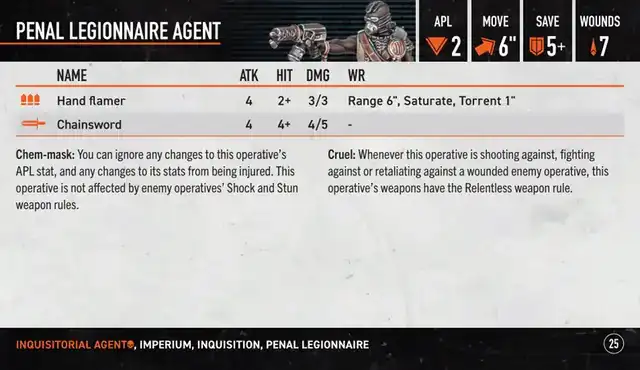 PENAL LEGIONNAIRE AGENT
APL MOVE SAVE WOUNDS
2 6" 5+ 7
NAME ATK HIT DMG WR
Hand flamer 4 2+ 3/3 Range 6", Saturate, Torrent 1"
Chainsword 4 4+ 4/5 -
Chem-mask: You can ignore any changes to this operative's
APL stat, and any changes to its stats from being injured. This
operative is not affected by enemy operatives' Shock and Stun
weapon rules.
Cruel: Whenever this operative is shooting against, fighting
against or retaliating against a wounded enemy operative, this
operative's weapons have the Relentless weapon rule.
INQUISITORIAL AGENT, IMPERIUM, INQUISITION, PENAL LEGIONNAIRE
25